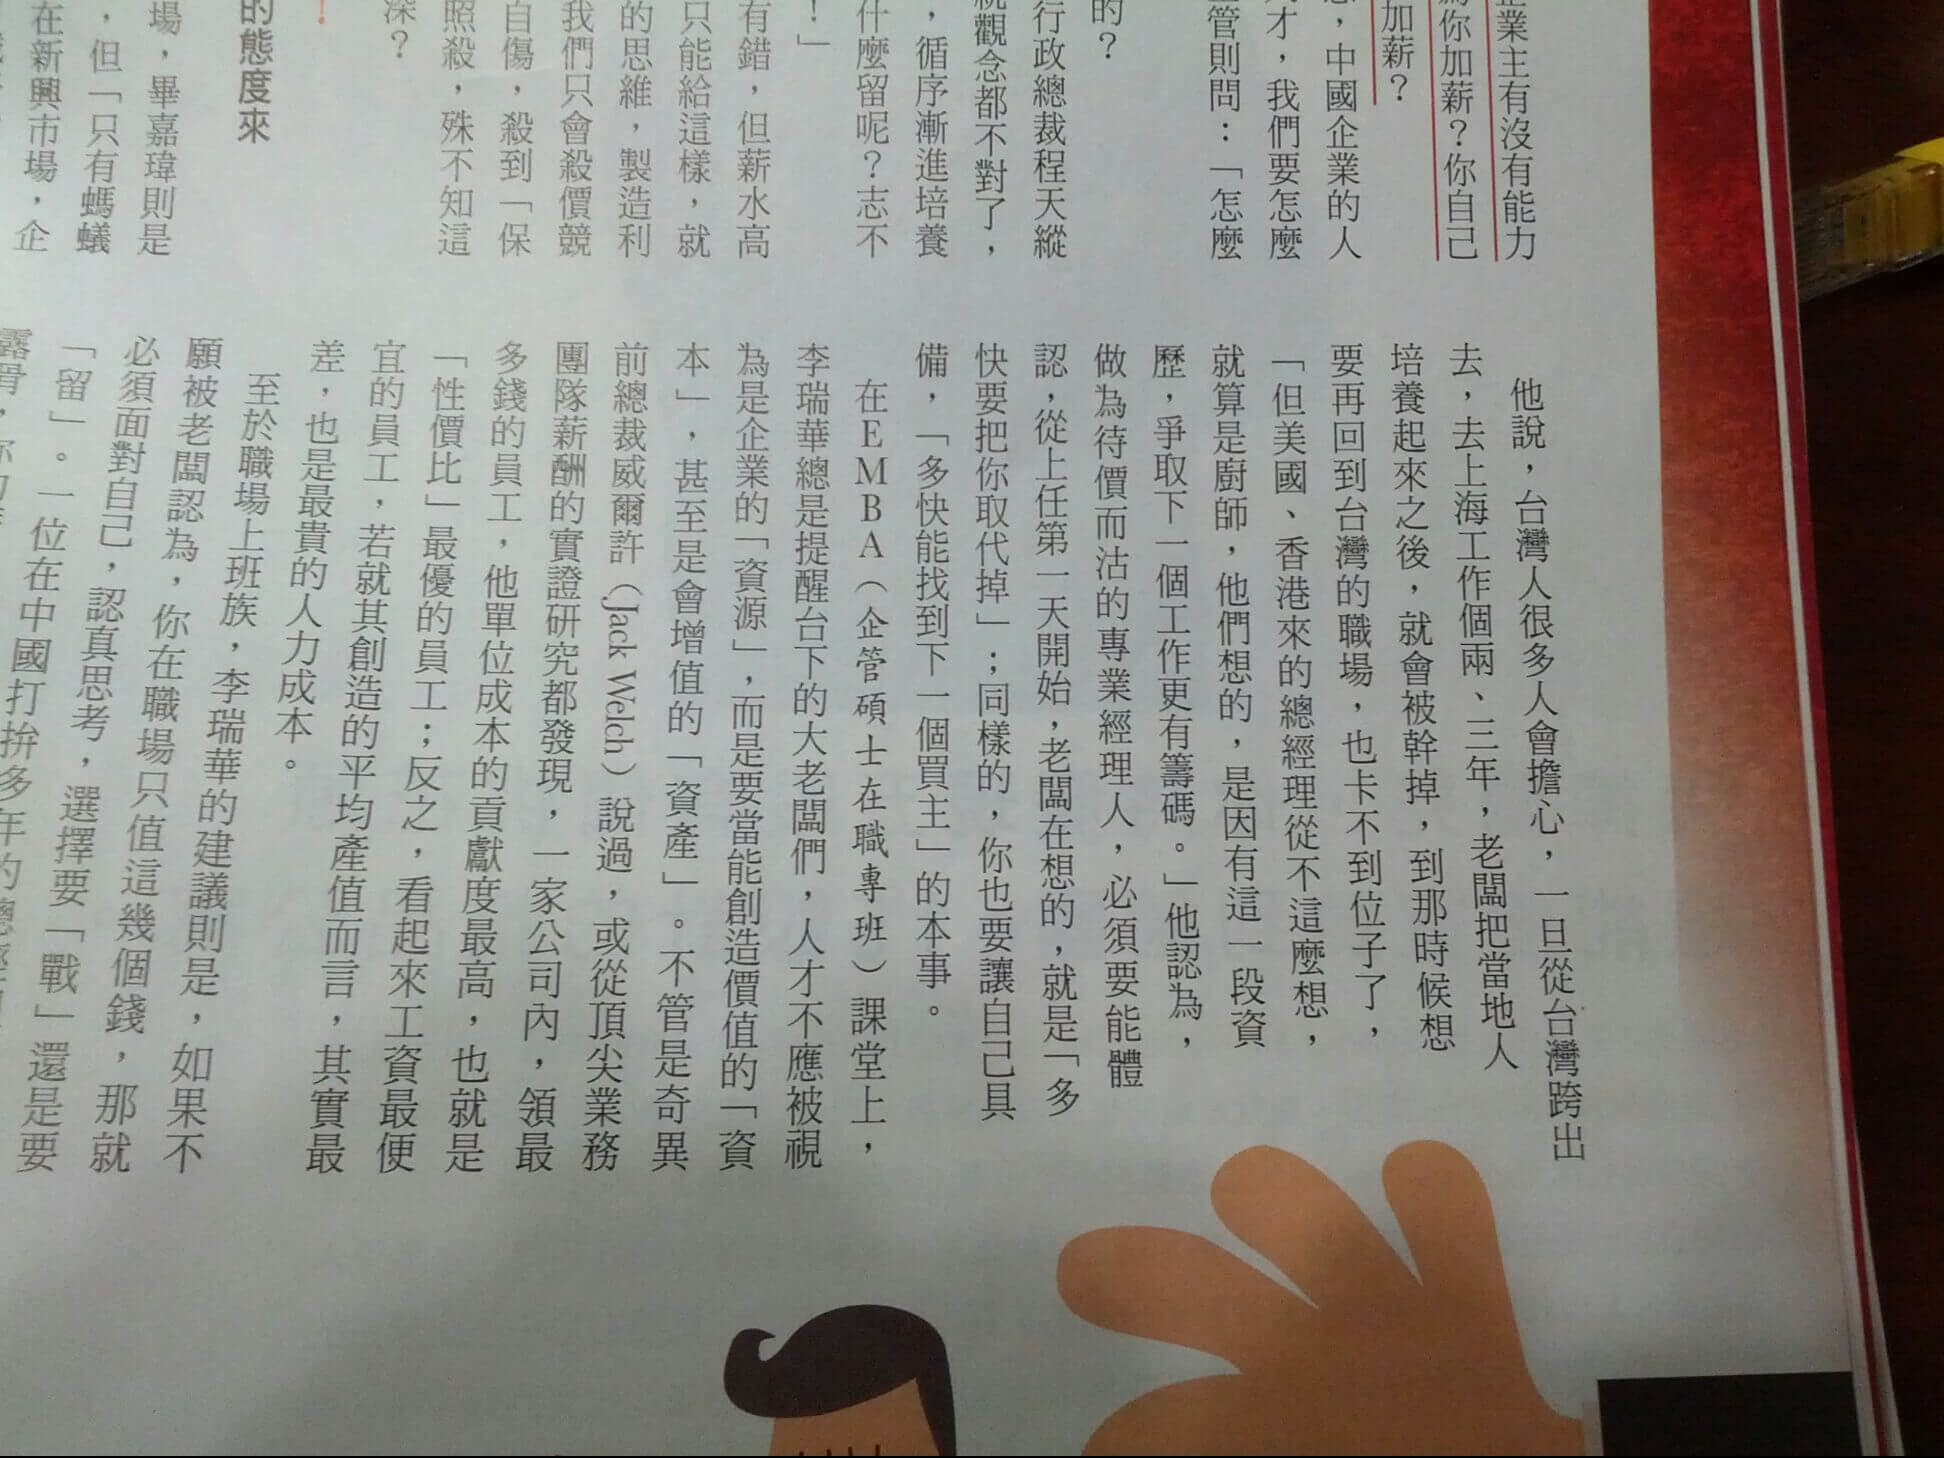 企業主有沒有能力
為你加薪？你自己
加薪？
，中國企業的人
才，我們要怎麼
管則問：「怎麼
的？
行政總裁程天縱
觀念都不對了，
，循序漸進培養
什麼留呢？志不
！」
有錯，但薪水高
只能給這樣，就
的思維，製造利
我們只會殺價競
自傷，殺到「保
照殺，殊不知這
深？
！
的態度來
場，畢嘉瑋則是
，但「只有螞蟻
在新興市場，企
他說，台灣人很多人會擔心，一旦從台灣跨出
去，去上海工作個兩、三年，老闆把當地人
培養起來之後，就會被幹掉，到那時候想
要再回到台灣的職場，也卡不到位子了，
「但美國、香港來的總經理從不這麼想，
就算是廚師，他們想的，是因有這一段資
歷，爭取下一個工作更有籌碼。」他認為，
做為待價而沽的專業經理人，必須要能體
認，從上任第一天開始，老闆在想的，就是「多
快要把你取代掉」；同樣的，你也要讓自己具
備，「多快能找到下一個買主」的本事。
在EMBA（企管碩士在職專班）課堂上，
李瑞華總是提醒台下的大老闆們，人才不應被視
為是企業的「資源」，而是要當能創造價值的「資
本」，甚至是會增值的「資產」。不管是奇異
前總裁威爾許（Jack Welch）說過，或從頂尖業務
團隊薪酬的實證研究都發現，一家公司內，領最
多錢的員工，他單位成本的貢獻度最高，也就是
「性價比」最優的員工；反之，看起來工資最便
宜的員工，若就其創造的平均產值而言，其實最
差，也是最貴的人力成本。
至於職場上班族，李瑞華的建議則是，如果不
願被老闆認為，你在職場只值這幾個錢，那就
必須面對自己，認真思考，選擇要「戰」還是要
「留」。一位在中國打拚多年的